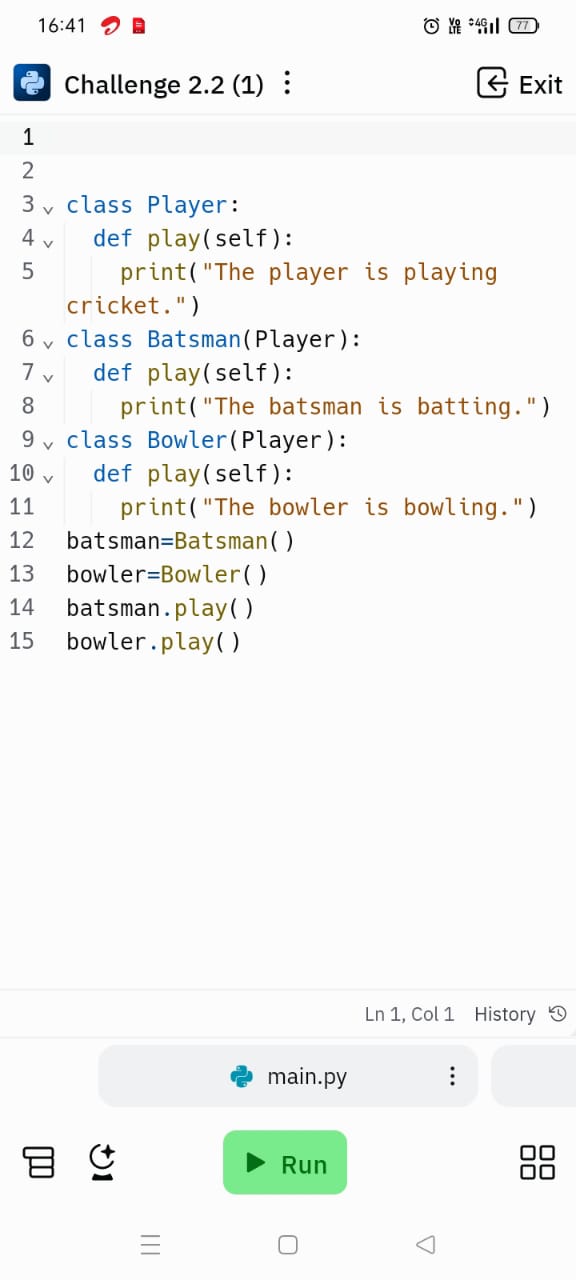 16:41 Vo LTE 4G 77
Challenge 2.2 (1) Exit
1
2
3 class Player:
4 def play(self):
5 print("The player is playing
cricket.")
6 class Batsman(Player):
7 def play(self):
8 print("The batsman is batting.")
9 class Bowler(Player):
10 def play(self):
11 print("The bowler is bowling.")
12 batsman=Batsman()
13 bowler=Bowler()
14 batsman.play()
15 bowler.play()
Ln 1, Col 1 History
main.py
Run